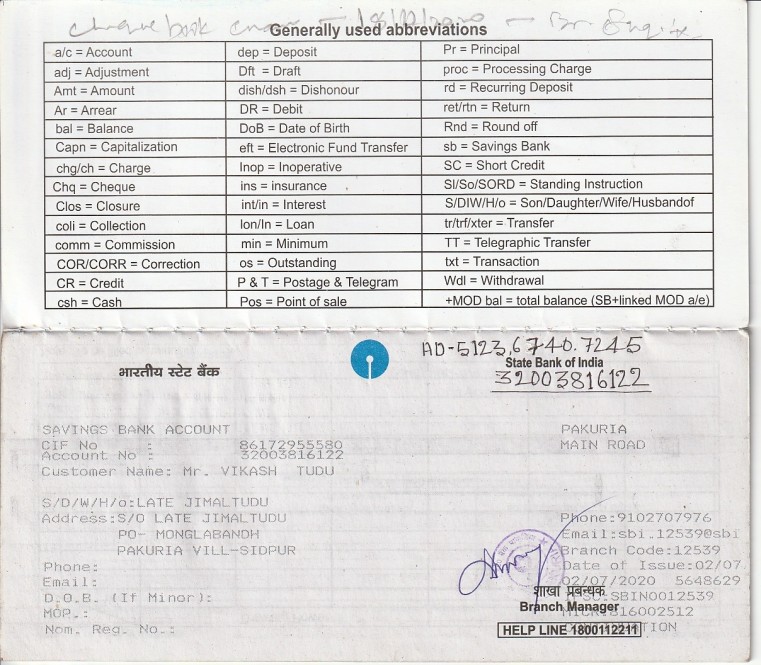 cheque book
Generally used abbreviations
a/c = Account dep = Deposit Pr = Principal
adj = Adjustment Dft = Draft proc = Processing Charge
Amt = Amount dish/dsh = Dishonour rd = Recurring Deposit
Ar = Arrear DR = Debit ret/rtn = Return
bal = Balance DoB = Date of Birth Rnd = Round off
Capn = Capitalization eft = Electronic Fund Transfer sb = Savings Bank
chg/ch = Charge Inop = Inoperative SC = Short Credit
Chq = Cheque ins = insurance SI/So/SORD = Standing Instruction
Clos = Closure int/in = Interest S/DIW/H/o = Son/Daughter/Wife/Husbandof
coli = Collection lon/In = Loan tr/trf/xter = Transfer
comm = Commission min = Minimum TT = Telegraphic Transfer
COR/CORR = Correction os = Outstanding txt = Transaction
CR = Credit P & T = Postage & Telegram Wdl = Withdrawal
csh = Cash Pos = Point of sale +MOD bal = total balance (SB+linked MOD a/e)
AD-5123,6740.7245
भारतीय स्टेट बैंक State Bank of India
32003816122
SAVINGS BANK ACCOUNT PAKURIA
CIF No : 86172955580 MAIN ROAD
Account No : 32003816122
Customer Name: Mr. VIKASH TUDU
S/D/W/H/o:LATE JIMALTUDU
Address:S/O LATE JIMALTUDU Phone:9102707976
PO- MONGLABANDH Email:sbi.12539@sbi
PAKURIA VILL-SIDPUR Branch Code:12539
Phone: Date of Issue:02/07
Email: 02/07/2020 5648629
D.O.B. (If Minor): शाखा प्रबन्धक IFSC:SBIN0012539
MOP.: Branch Manager MICR:816002512
Nom. Reg. No.: HELP LINE 1800112211